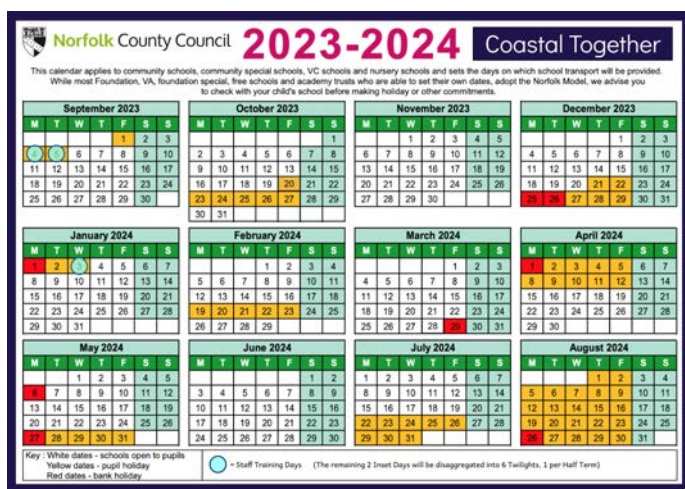 Norfolk County Council 2023-2024 Coastal Together
This calendar applies to community schools, community special schools, VC schools and nursery schools and sets the days on which school transport will be provided.
While most Foundation, VA, foundation special, free schools and academy trusts who are able to set their own dates, adopt the Norfolk Model, we advise you
to check with your child's school before making holiday or other commitments.
September 2023
M T W T F S S
1 2 3
4 5 6 7 8 9 10
11 12 13 14 15 16 17
18 19 20 21 22 23 24
25 26 27 28 29 30
October 2023
M T W T F S S
1
2 3 4 5 6 7 8
9 10 11 12 13 14 15
16 17 18 19 20 21 22
23 24 25 26 27 28 29
30 31
November 2023
M T W T F S S
1 2 3 4 5
6 7 8 9 10 11 12
13 14 15 16 17 18 19
20 21 22 23 24 25 26
27 28 29 30
December 2023
M T W T F S S
1 2 3
4 5 6 7 8 9 10
11 12 13 14 15 16 17
18 19 20 21 22 23 24
25 26 27 28 29 30 31
January 2024
M T W T F S S
1 2 3 4 5 6 7
8 9 10 11 12 13 14
15 16 17 18 19 20 21
22 23 24 25 26 27 28
29 30 31
February 2024
M T W T F S S
1 2 3 4
5 6 7 8 9 10 11
12 13 14 15 16 17 18
19 20 21 22 23 24 25
26 27 28 29
March 2024
M T W T F S S
1 2 3
4 5 6 7 8 9 10
11 12 13 14 15 16 17
18 19 20 21 22 23 24
25 26 27 28 29 30 31
April 2024
M T W T F S S
1 2 3 4 5 6 7
8 9 10 11 12 13 14
15 16 17 18 19 20 21
22 23 24 25 26 27 28
29 30
May 2024
M T W T F S S
1 2 3 4 5
6 7 8 9 10 11 12
13 14 15 16 17 18 19
20 21 22 23 24 25 26
27 28 29 30 31
June 2024
M T W T F S S
1 2
3 4 5 6 7 8 9
10 11 12 13 14 15 16
17 18 19 20 21 22 23
24 25 26 27 28 29 30
July 2024
M T W T F S S
1 2 3 4 5 6 7
8 9 10 11 12 13 14
15 16 17 18 19 20 21
22 23 24 25 26 27 28
29 30 31
August 2024
M T W T F S S
1 2 3 4
5 6 7 8 9 10 11
12 13 14 15 16 17 18
19 20 21 22 23 24 25
26 27 28 29 30 31
Key : White dates - schools open to pupils
Yellow dates - pupil holiday
Red dates - bank holiday
= Staff Training Days (The remaining 2 Inset Days will be disaggregated into 6 Twilights, 1 per Half Term)